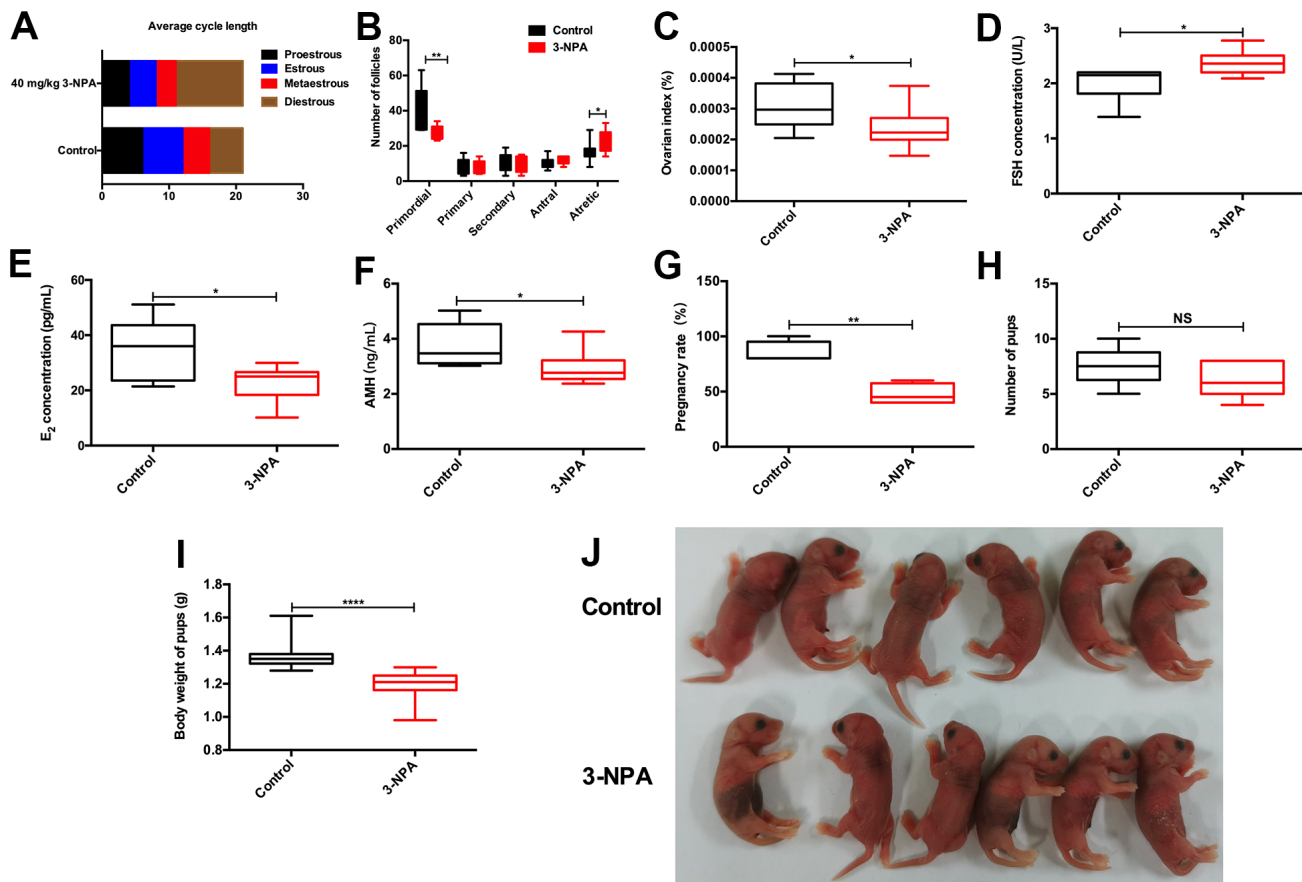 A
Average cycle length
Proestrous
Estrous
Metaestrous
Diestrous
40 mg/kg 3-NPA
Control
0 10 20 30
B
Control
3-NPA
Number of follicles
80
60
40
20
0
**
*
Primordial
Primary
Secondary
Antral
Atretic
C
Ovarian index (%)
0.0005
0.0004
0.0003
0.0002
0.0001
0.0000
*
Control
3-NPA
D
FSH concentration (U/L)
3
2
1
0
*
Control
3-NPA
E
E2 concentration (pg/mL)
60
40
20
0
*
Control
3-NPA
F
AMH (ng/mL)
6
4
2
0
*
Control
3-NPA
G
Pregnancy rate (%)
150
100
50
0
**
Control
3-NPA
H
Number of pups
15
10
5
0
NS
Control
3-NPA
I
Body weight of pups (g)
1.8
1.6
1.4
1.2
1.0
0.8
****
Control
3-NPA
J
Control
3-NPA